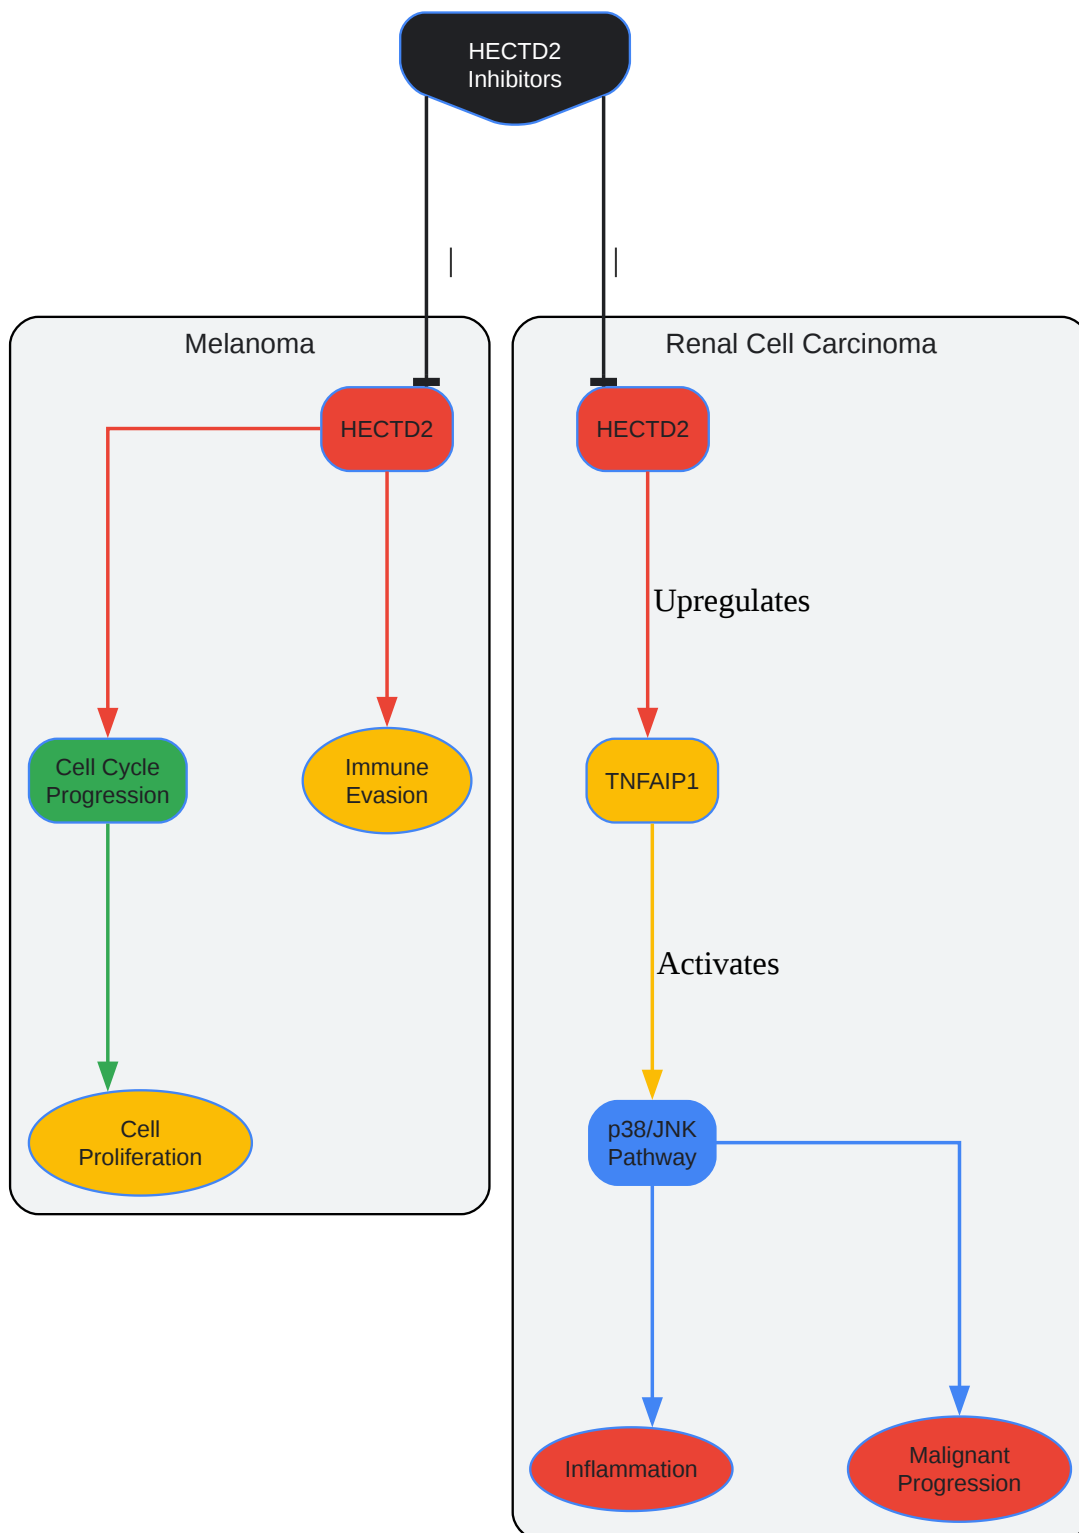 HECTD2
Inhibitors
|
|
Melanoma
Renal Cell Carcinoma
HECTD2
HECTD2
Upregulates
Cell Cycle
Progression
Immune
Evasion
TNFAIP1
Activates
Cell
Proliferation
p38/JNK
Pathway
Inflammation
Malignant
Progression